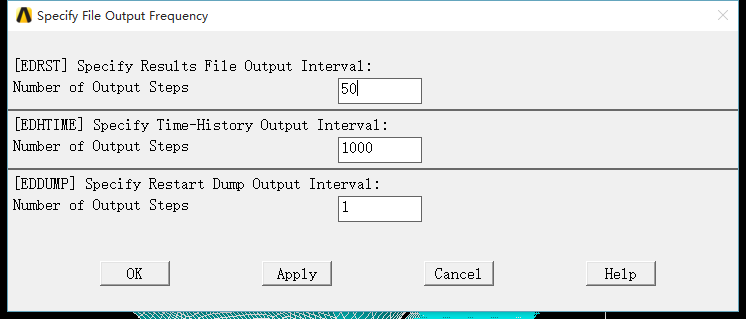 Specify File Output Frequency
[EDRST] Specify Results File Output Interval:
Number of Output Steps 50
[EDHTIME] Specify Time-History Output Interval:
Number of Output Steps 1000
[EDDUMP] Specify Restart Dump Output Interval:
Number of Output Steps 1
OK Apply Cancel Help